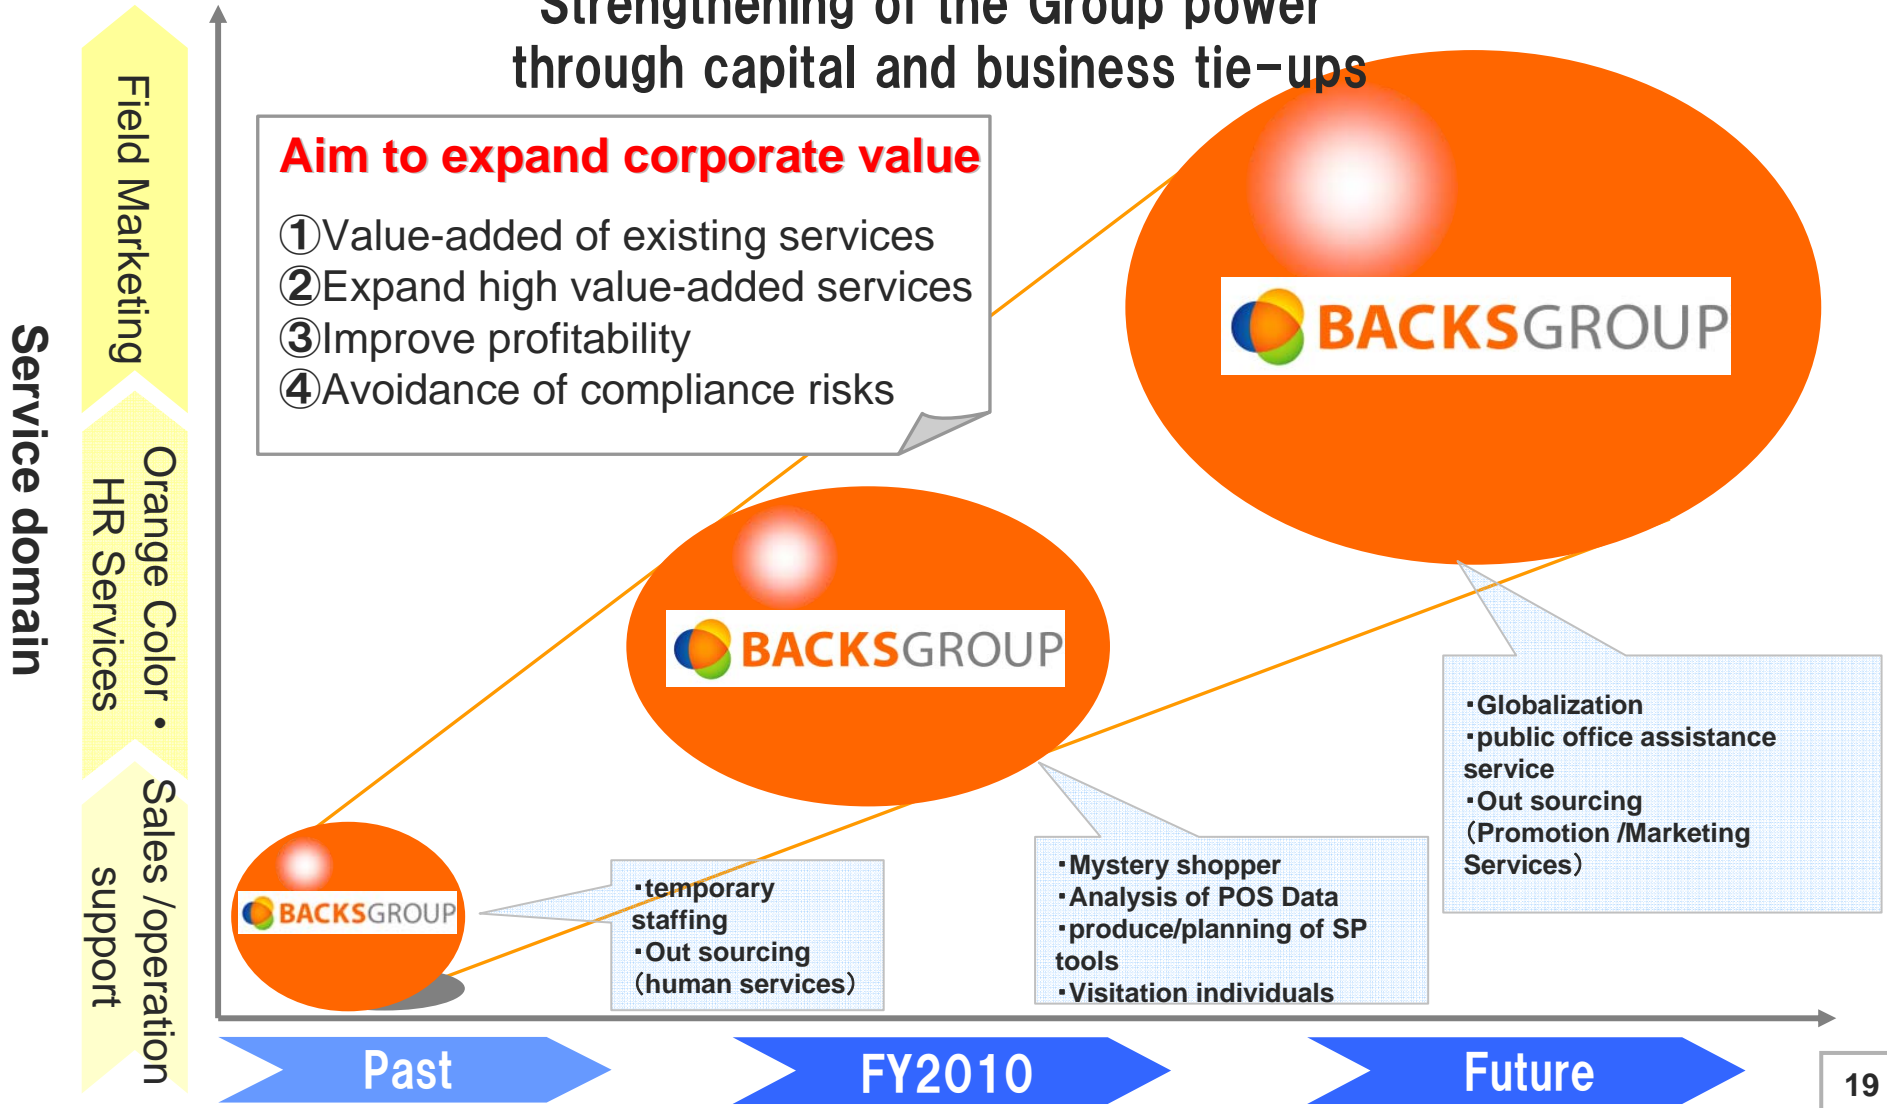 Strengthening of the Group power
through capital and business tie-ups
Aim to expand corporate value
①Value-added of existing services
②Expand high value-added services
③Improve profitability
④Avoidance of compliance risks
Service domain
Field Marketing
Orange Color・
HR Services
Sales /operation
support
BACKSGROUP
BACKSGROUP
BACKSGROUP
・temporary
staffing
・Out sourcing
（human services）
・Mystery shopper
・Analysis of POS Data
・produce/planning of SP
tools
・Visitation individuals
・Globalization
・public office assistance
service
・Out sourcing
（Promotion /Marketing
Services）
Past
FY2010
Future
19